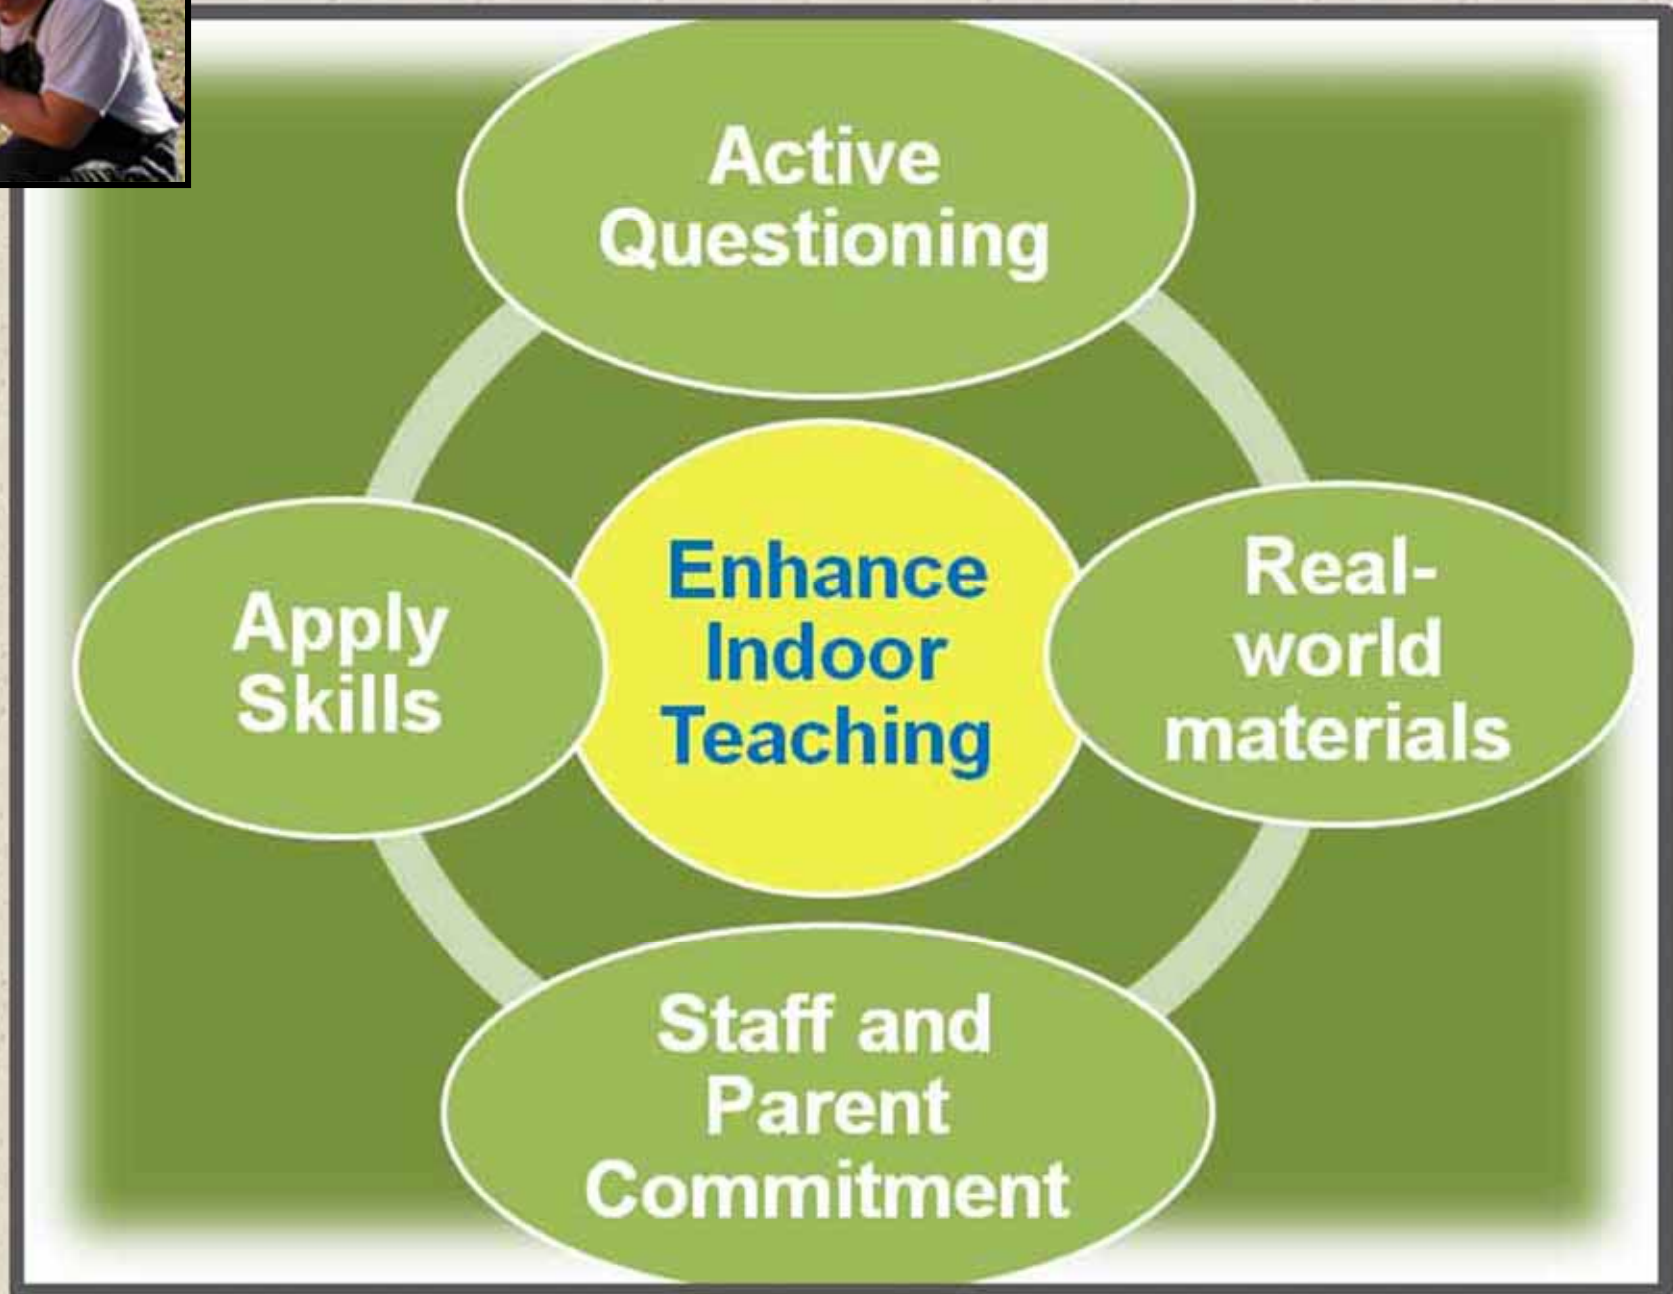 Active
Questioning
Apply
Skills
Enhance
Indoor
Teaching
Real-
world
materials
Staff and
Parent
Commitment